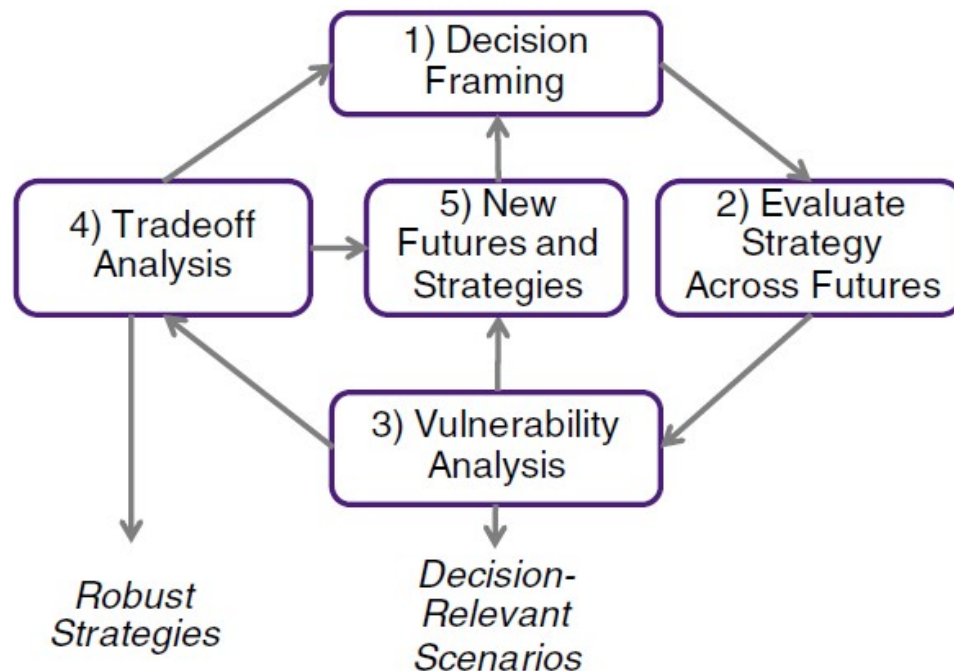 1) Decision
Framing
4) Tradeoff
Analysis
5) New
Futures and
Strategies
2) Evaluate
Strategy
Across Futures
3) Vulnerability
Analysis
Robust
Strategies
Decision-
Relevant
Scenarios